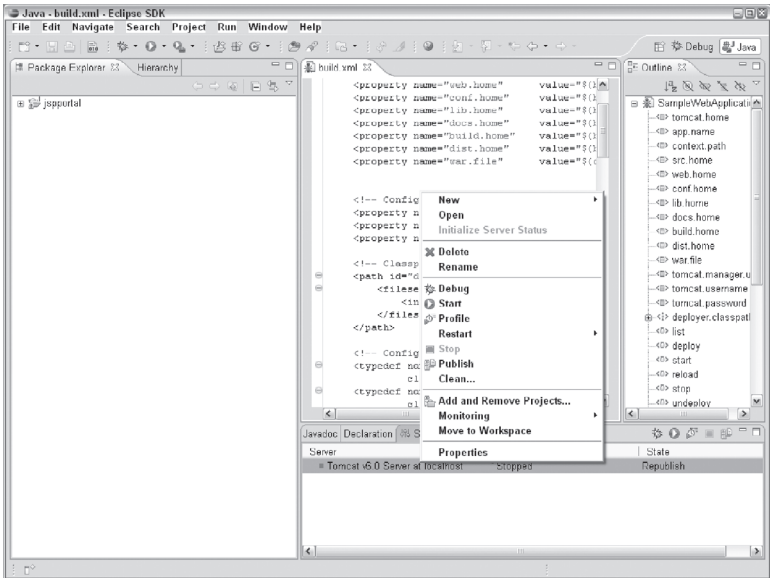 Java - build.xml - Eclipse SDK
File Edit Navigate Search Project Run Window Help
Debug Java
Package Explorer Hierarchy
jspportal
build.xml
<property name="web.home" value="${
<property name="conf.home" value="${
<property name="lib.home" value="${
<property name="docs.home" value="${
<property name="build.home" value="${
<property name="dist.home" value="${
<property name="war.file" value="${
<!-- Config
<property n
<property n
<property n
<!-- Classp
<path id="d
<filese
<in
</files
</path>
<!-- Config
<typedef na
cl
<typedef na
cl
New
Open
Initialize Server Status
Delete
Rename
Debug
Start
Profile
Restart
Stop
Publish
Clean...
Add and Remove Projects...
Monitoring
Move to Workspace
Properties
Outline
SampleWebApplicati
tomcat.home
app.name
context.path
src.home
web.home
conf.home
lib.home
docs.home
build.home
dist.home
war.file
tomcat.manager.u
tomcat.username
tomcat.password
deployer.classpat
list
deploy
start
reload
stop
undeploy
Javadoc Declaration S
Server State
Tomcat v6.0 Server at localhost Stopped Republish